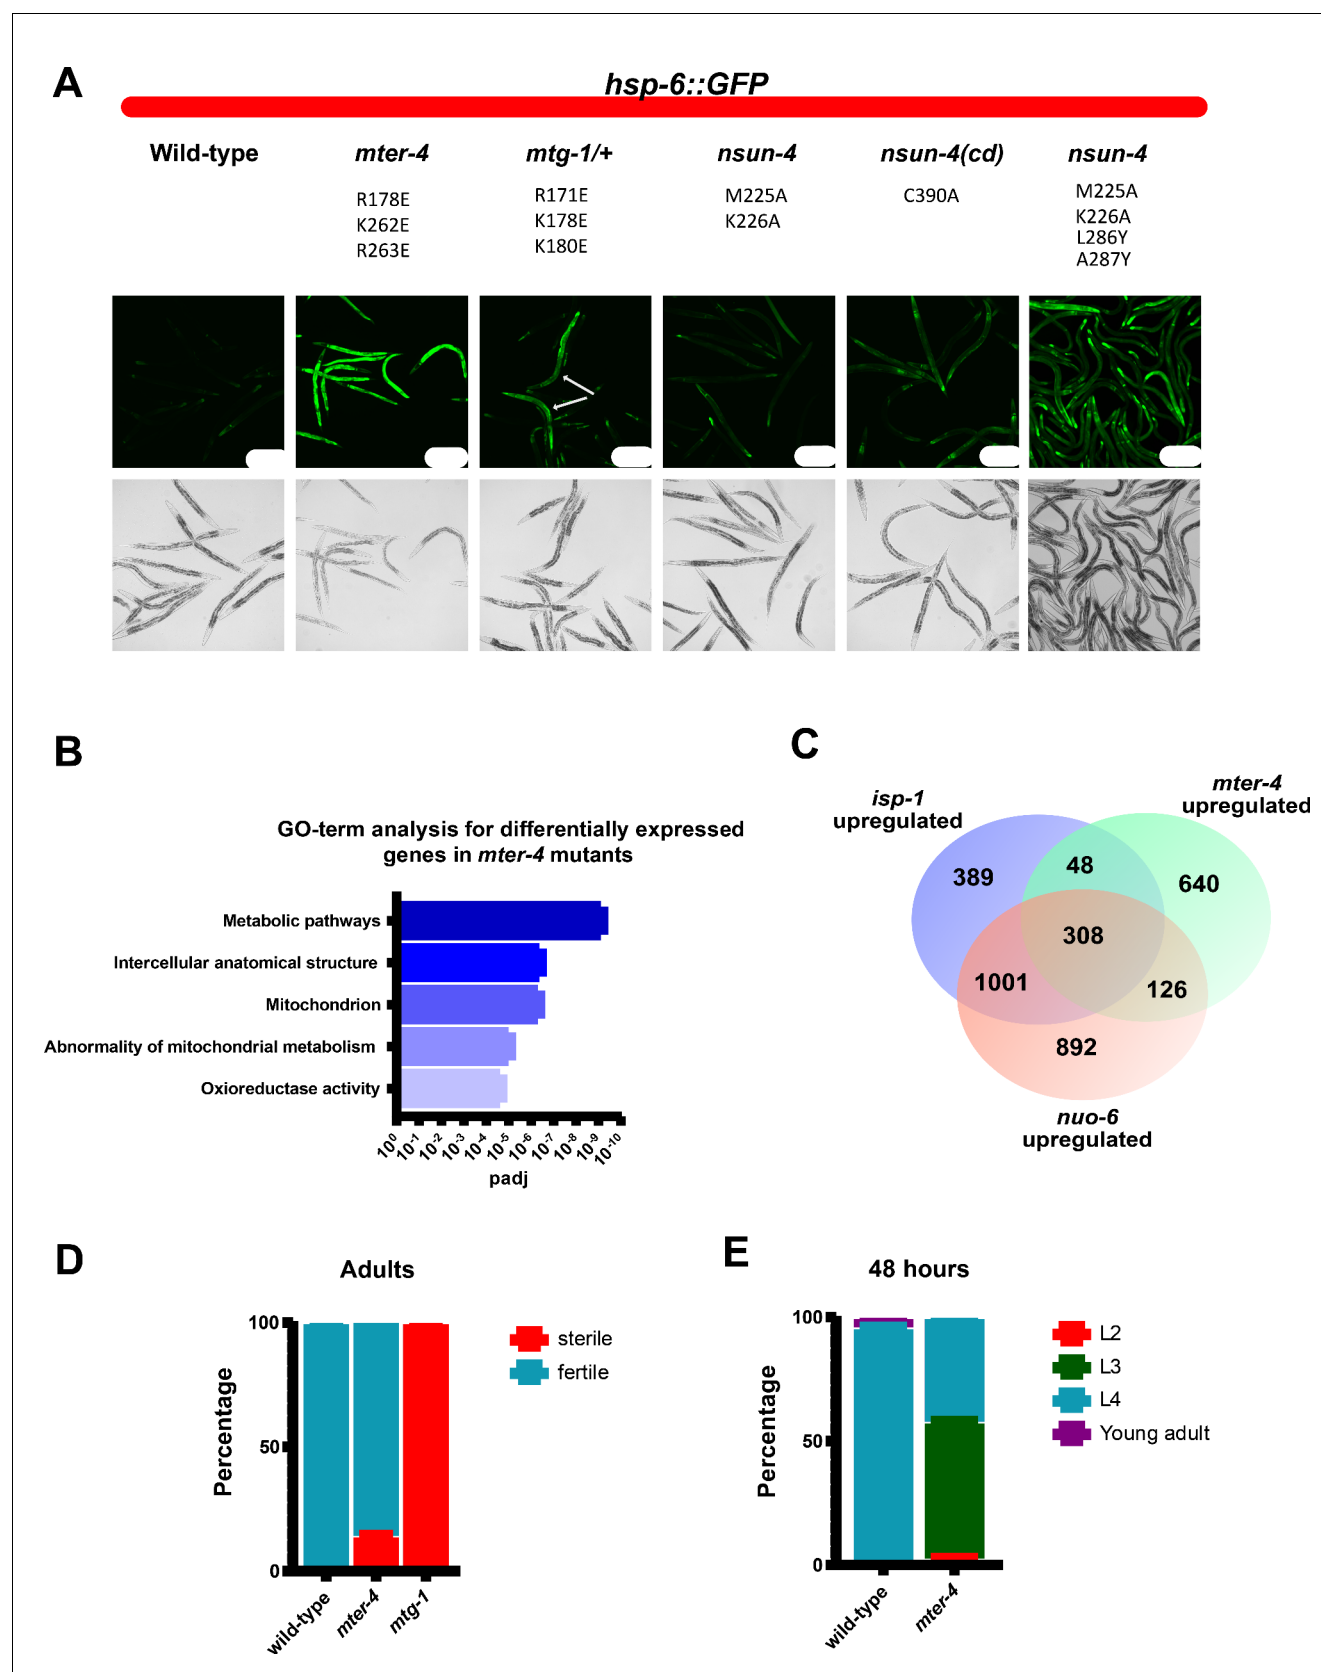 A
hsp-6::GFP
Wild-type
mter-4
mtg-1/+
nsun-4
nsun-4(cd)
nsun-4
R178E
K262E
R263E
R171E
K178E
K180E
M225A
K226A
C390A
M225A
K226A
L286Y
A287Y
B
GO-term analysis for differentially expressed
genes in mter-4 mutants
Metabolic pathways
Intercellular anatomical structure
Mitochondrion
Abnormality of mitochondrial metabolism
Oxioreductase activity
10^0 10^-1 10^-2 10^-3 10^-4 10^-5 10^-6 10^-7 10^-8 10^-9 10^-10
padj
C
isp-1
upregulated
mter-4
upregulated
389
48
640
308
1001
126
892
nuo-6
upregulated
D
Adults
Percentage
100
50
0
wild-type
mter-4
mtg-1
sterile
fertile
E
48 hours
Percentage
100
50
0
wild-type
mter-4
L2
L3
L4
Young adult